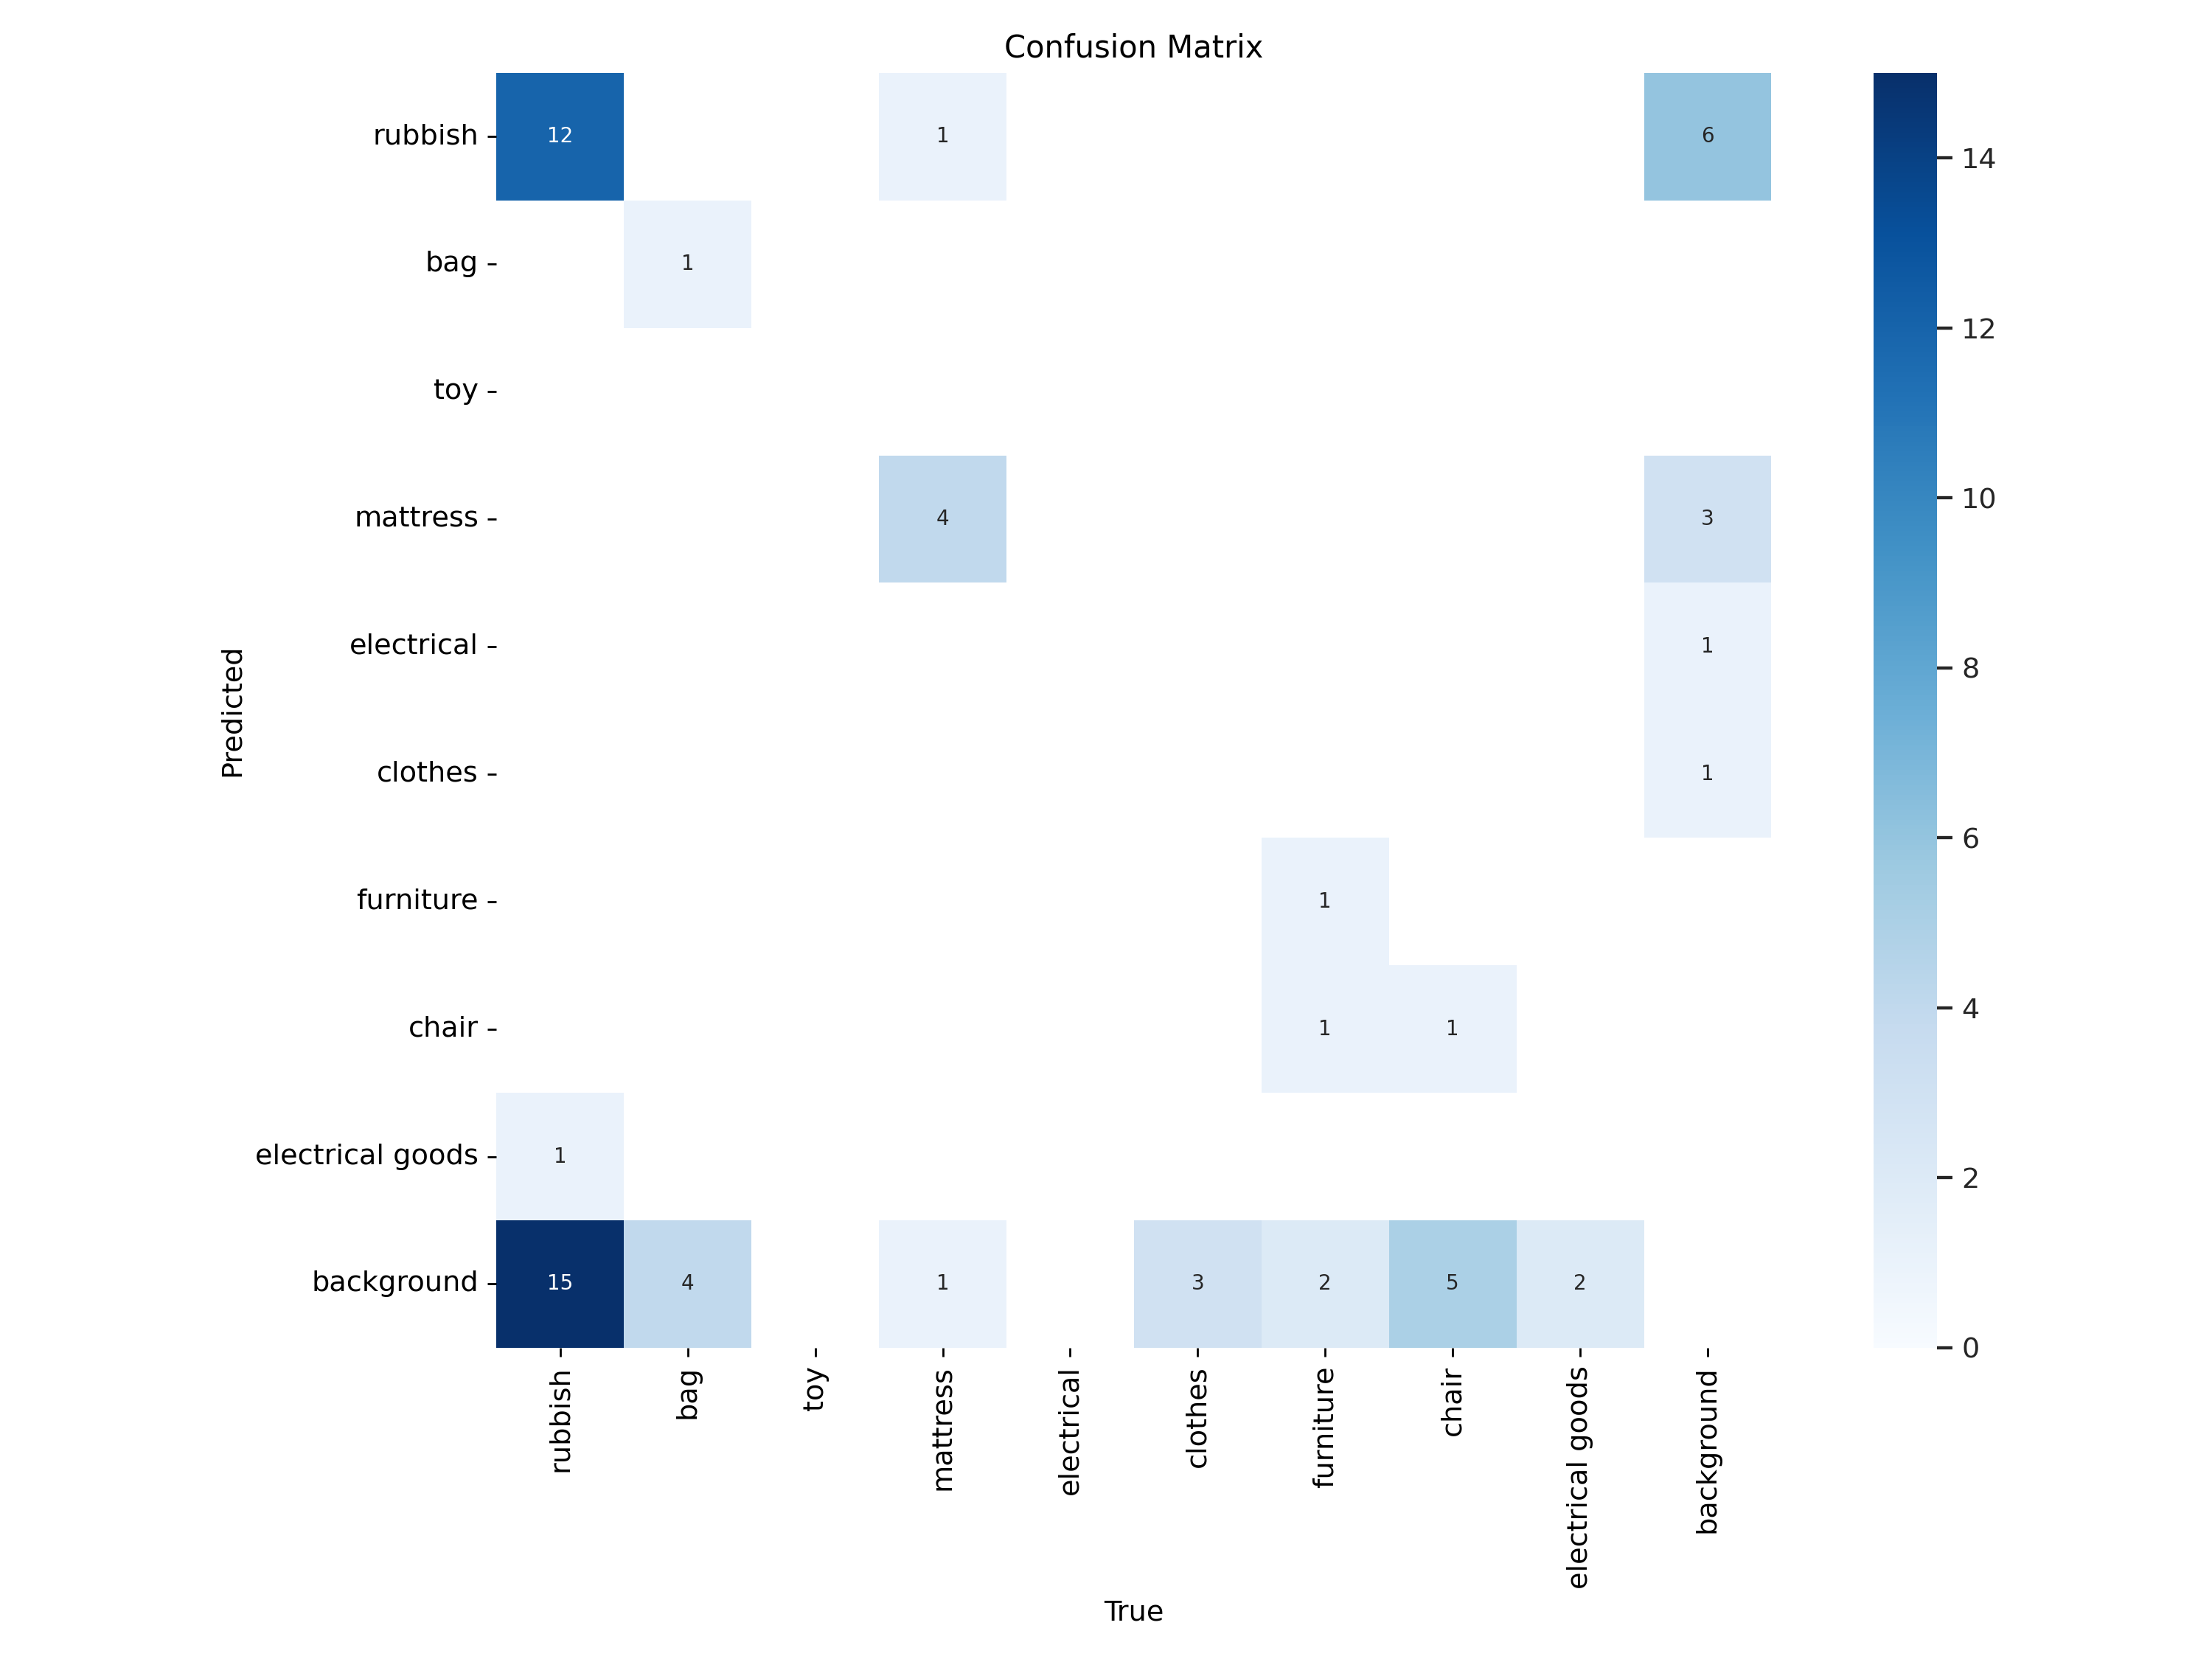 Confusion Matrix
rubbish 12 1 6
14
12
bag 1
toy
10
mattress 4 3
8
electrical 1
Predicted
clothes 1
6
furniture 1
4
chair 1 1
2
electrical goods 1
background 15 4 1 3 2 5 2
0
rubbish bag toy mattress electrical clothes furniture chair electrical goods background
True